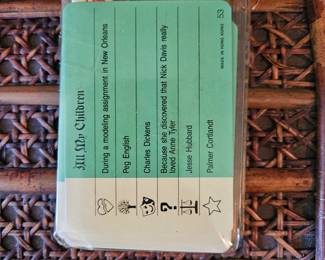 All My Children
During a modeling assignment in New Orleans
Peg English
Charles Dickens
Because she discovered that Nick Davis really
loved Anne Tyler
Jesse Hubbard
Palmer Cortlandt
MADE IN HONG KONG 53